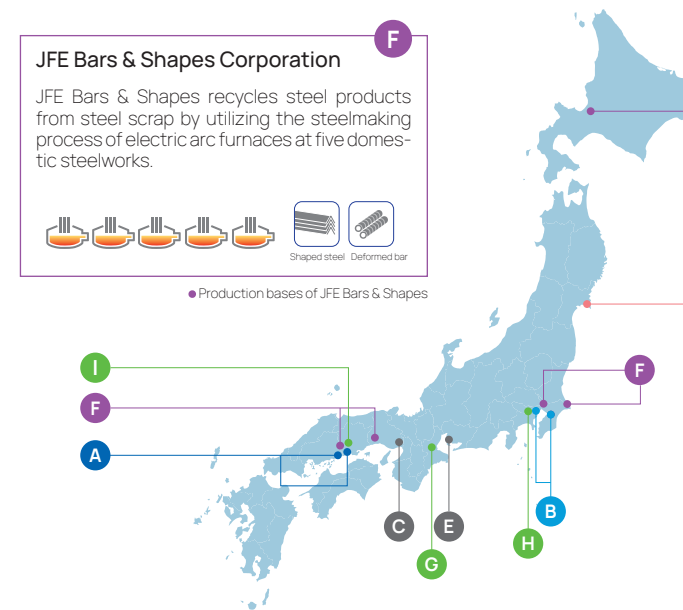 F
JFE Bars & Shapes Corporation
JFE Bars & Shapes recycles steel products
from steel scrap by utilizing the steelmaking
process of electric arc furnaces at five domes-
tic steelworks.
Shaped steel Deformed bar
Production bases of JFE Bars & Shapes
I
F
F
A
B
C
E
H
G